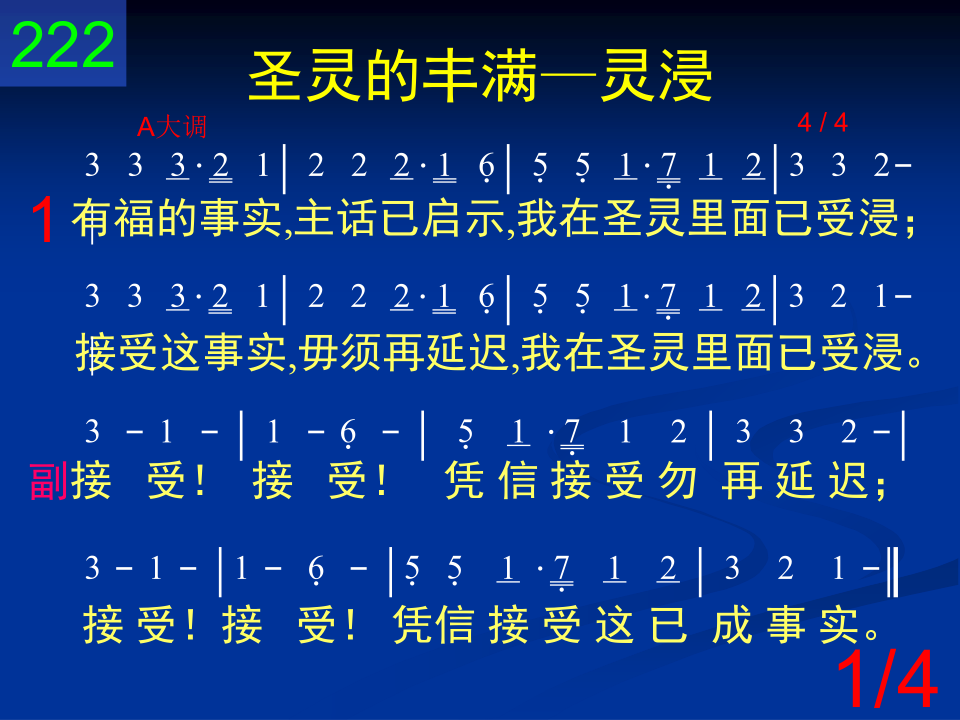 222
圣灵的丰满—灵浸
A大调 4 / 4
3 3 3·2 1| 2 2 2·1 6̣| 5̣ 5̣ 1·7̣ 1 2|3 3 2-
1 有福的事实,主话已启示,我在圣灵里面已受浸；
3 3 3·2 1| 2 2 2·1 6̣| 5̣ 5̣ 1·7̣ 1 2|3 2 1-
接受这事实,毋须再延迟,我在圣灵里面已受浸。
3 - 1 - | 1 - 6̣ - | 5̣ 1·7̣ 1 2 | 3 3 2 -|
副接 受！ 接 受！ 凭 信 接 受 勿 再 延 迟；
3 - 1 - |1 - 6̣ - |5̣ 5̣ 1·7̣ 1 2 | 3 2 1 -‖
接 受！接 受！ 凭信 接 受 这 已 成 事 实。
1/4